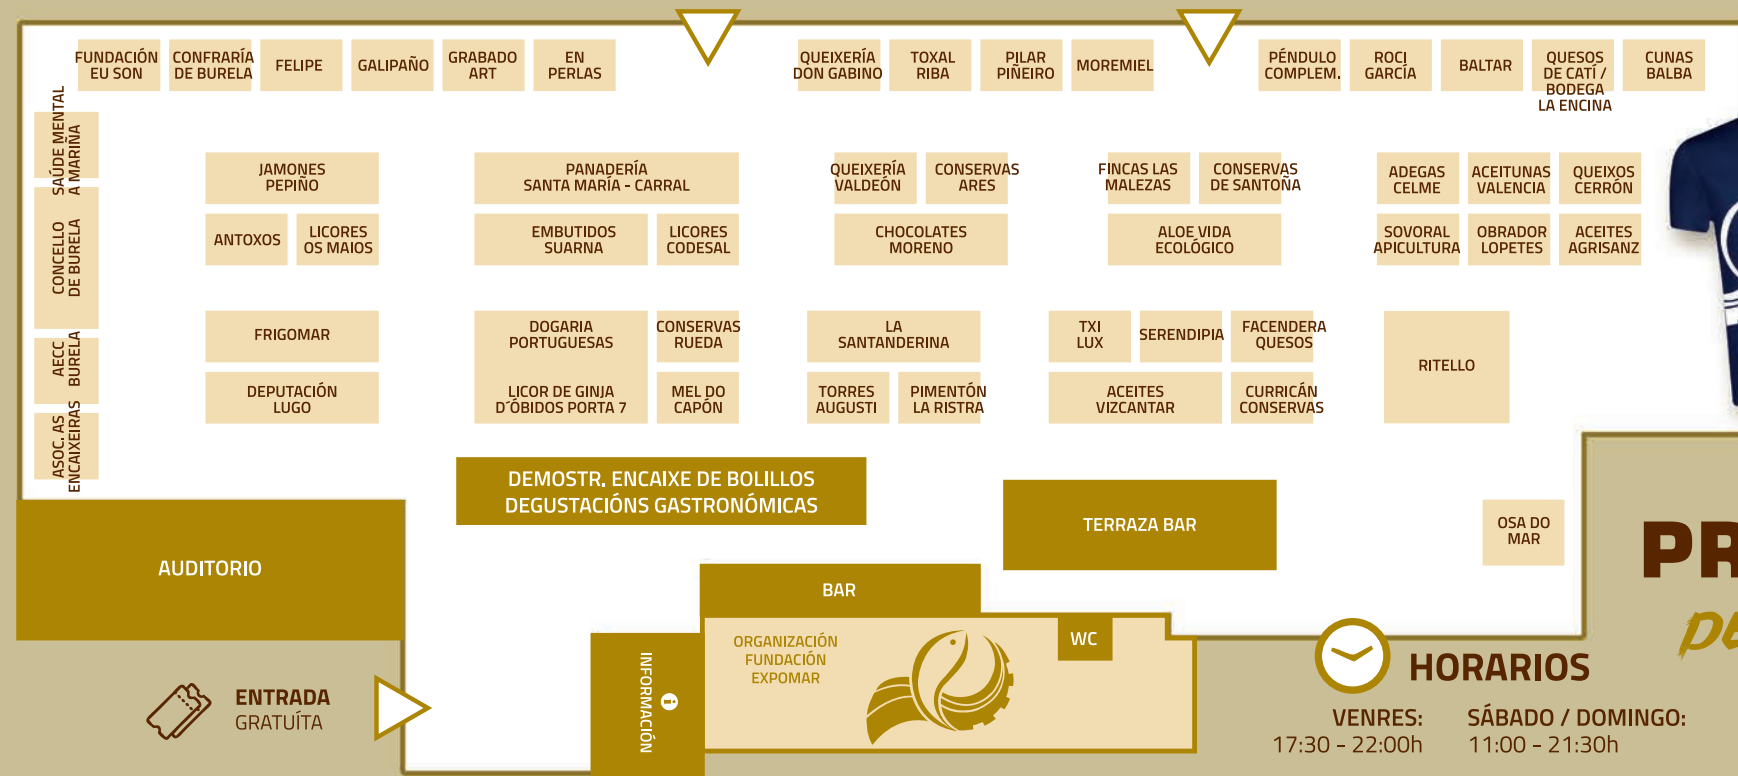 FUNDACIÓN
EU SON
CONFRARÍA
DE BURELA
FELIPE
GALIPAÑO
GRABADO
ART
EN
PERLAS
QUEIXERÍA
DON GABINO
TOXAL
RIBA
PILAR
PIÑEIRO
MOREMIEL
PÉNDULO
COMPLEM.
ROCI
GARCÍA
BALTAR
QUESOS
DE CATÍ /
BODEGA
LA ENCINA
CUNAS
BALBA
SAÚDE MENTAL
A MARIÑA
CONCELLO
DE BURELA
AECC
BURELA
ASOC. AS
ENCAIXEIRAS
JAMONES
PEPIÑO
PANADERÍA
SANTA MARÍA - CARRAL
QUEIXERÍA
VALDEÓN
CONSERVAS
ARES
FINCAS LAS
MALEZAS
CONSERVAS
DE SANTOÑA
ADEGAS
CELME
ACEITUNAS
VALENCIA
QUEIXOS
CERRÓN
ANTOXOS
LICORES
OS MAIOS
EMBUTIDOS
SUARNA
LICORES
CODESAL
CHOCOLATES
MORENO
ALOE VIDA
ECOLÓGICO
SOVORAL
APICULTURA
OBRADOR
LOPETES
ACEITES
AGRISANZ
FRIGOMAR
DOGARIA
PORTUGUESAS
CONSERVAS
RUEDA
LA
SANTANDERINA
TXI
LUX
SERENDIPIA
FACENDERA
QUESOS
RITELLO
DEPUTACIÓN
LUGO
LICOR DE GINJA
D´ÓBIDOS PORTA 7
MEL DO
CAPÓN
TORRES
AUGUSTI
PIMENTÓN
LA RISTRA
ACEITES
VIZCANTAR
CURRICÁN
CONSERVAS
DEMOSTR. ENCAIXE DE BOLILLOS
DEGUSTACIÓNS GASTRONÓMICAS
TERRAZA BAR
OSA DO
MAR
AUDITORIO
BAR
WC
ORGANIZACIÓN
FUNDACIÓN
EXPOMAR
INFORMACIÓN
i
ENTRADA
GRATUÍTA
HORARIOS
VENRES:
17:30 - 22:00h
SÁBADO / DOMINGO:
11:00 - 21:30h
PR
pe